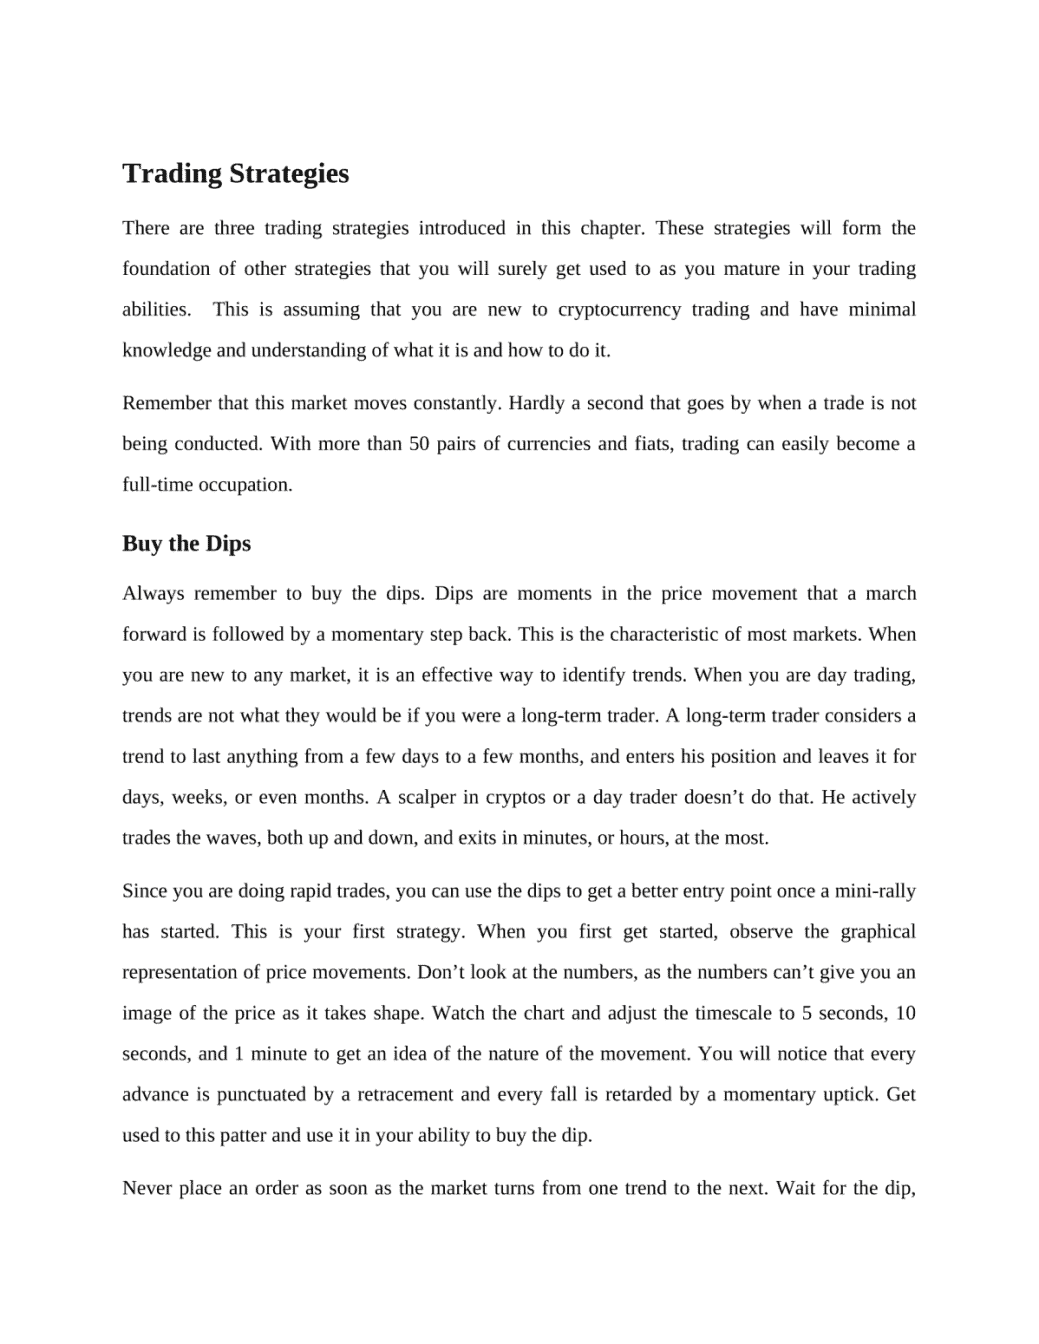 Trading Strategies
There are three trading strategies introduced in this chapter. These strategies will form the
foundation of other strategies that you will surely get used to as you mature in your trading
abilities.  This is assuming that you are new to cryptocurrency trading and have minimal
knowledge and understanding of what it is and how to do it.
Remember that this market moves constantly. Hardly a second that goes by when a trade is not
being conducted. With more than 50 pairs of currencies and fiats, trading can easily become a
full-time occupation.
Buy the Dips
Always remember to buy the dips. Dips are moments in the price movement that a march
forward is followed by a momentary step back. This is the characteristic of most markets. When
you are new to any market, it is an effective way to identify trends. When you are day trading,
trends are not what they would be if you were a long-term trader. A long-term trader considers a
trend to last anything from a few days to a few months, and enters his position and leaves it for
days, weeks, or even months. A scalper in cryptos or a day trader doesn’t do that. He actively
trades the waves, both up and down, and exits in minutes, or hours, at the most.
Since you are doing rapid trades, you can use the dips to get a better entry point once a mini-rally
has started. This is your first strategy. When you first get started, observe the graphical
representation of price movements. Don’t look at the numbers, as the numbers can’t give you an
image of the price as it takes shape. Watch the chart and adjust the timescale to 5 seconds, 10
seconds, and 1 minute to get an idea of the nature of the movement. You will notice that every
advance is punctuated by a retracement and every fall is retarded by a momentary uptick. Get
used to this patter and use it in your ability to buy the dip.
Never place an order as soon as the market turns from one trend to the next. Wait for the dip,